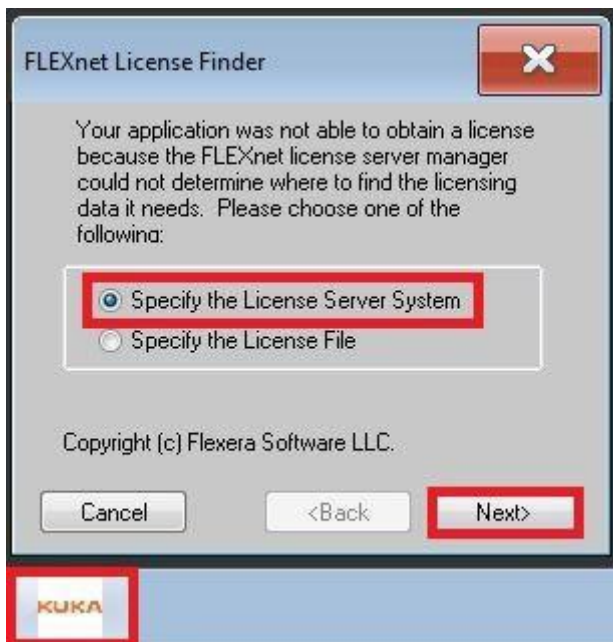 FLEXnet License Finder
Your application was not able to obtain a license
because the FLEXnet license server manager
could not determine where to find the licensing
data it needs. Please choose one of the
following:
Specify the License Server System
Specify the License File
Copyright (c) Flexera Software LLC.
Cancel
<Back
Next>
KUKA